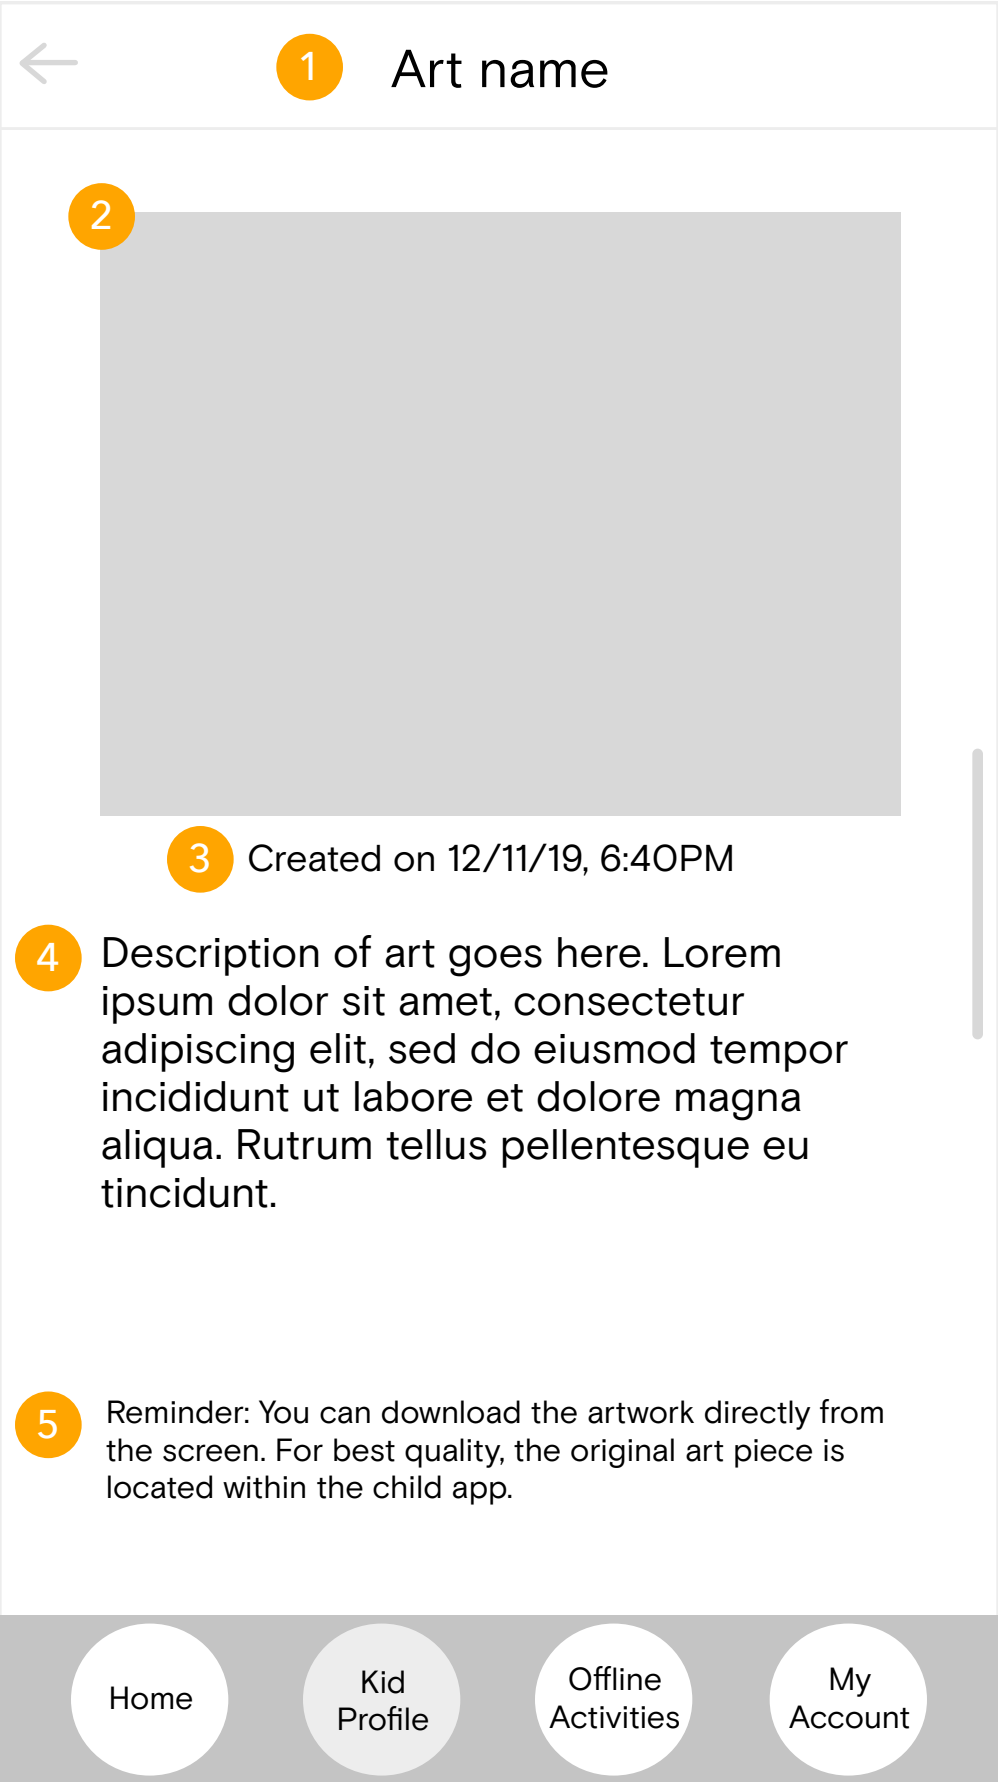 1 Art name
2
3 Created on 12/11/19, 6:40PM
4 Description of art goes here. Lorem
ipsum dolor sit amet, consectetur
adipiscing elit, sed do eiusmod tempor
incididunt ut labore et dolore magna
aliqua. Rutrum tellus pellentesque eu
tincidunt.
5 Reminder: You can download the artwork directly from
the screen. For best quality, the original art piece is
located within the child app.
Home
Kid
Profile
Offline
Activities
My
Account